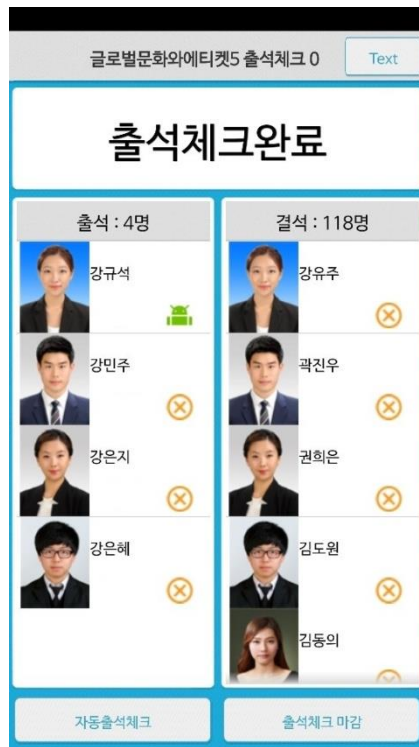 글로벌문화와에티켓5 출석체크 0
Text
출석체크완료
출석 : 4명
강규석
강민주
강은지
강은혜
결석 : 118명
강유주
곽진우
권희은
김도원
김동의
자동출석체크
출석체크 마감